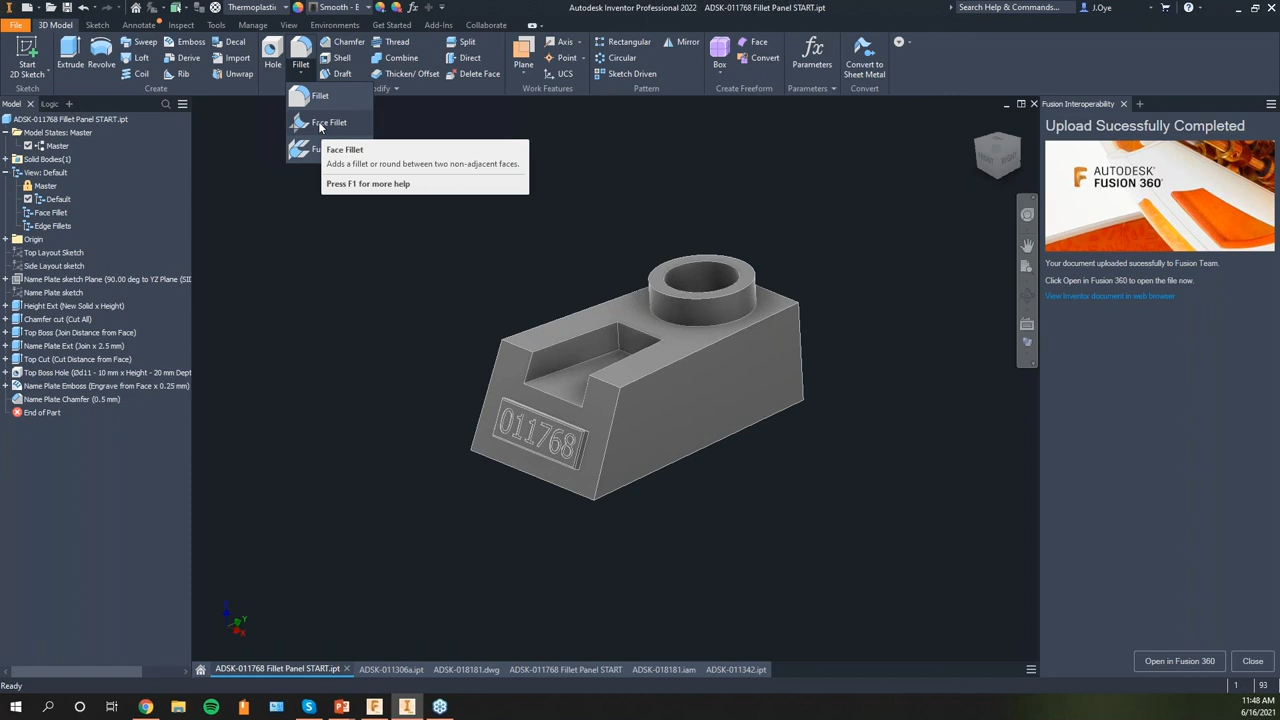 Thermoplastic
Smooth - E
Autodesk Inventor Professional 2022
ADSK-011768 Fillet Panel START.ipt
Search Help & Commands...
J.Oye
File
3D Model
Sketch
Annotate
Inspect
Tools
Manage
View
Environments
Get Started
Add-Ins
Collaborate
Start
2D Sketch
Extrude
Revolve
Sweep
Loft
Coil
Emboss
Derive
Rib
Decal
Import
Unwrap
Hole
Fillet
Chamfer
Shell
Draft
Thread
Combine
Thicken/ Offset
Split
Direct
Delete Face
Plane
Axis
Point
UCS
Rectangular
Circular
Sketch Driven
Mirror
Box
Face
Convert
Parameters
Convert to
Sheet Metal
Create
Work Features
Pattern
Create Freeform
Parameters
Convert
Fillet
Face Fillet
Face Fillet
Adds a fillet or round between two non-adjacent faces.
Press F1 for more help
Model
iLogic
ADSK-011768 Fillet Panel START.ipt
Model States: Master
Master
Solid Bodies(1)
View: Default
Master
Default
Face Fillet
Edge Fillets
Origin
Top Layout Sketch
Side Layout sketch
Name Plate sketch Plane (90.00 deg to YZ Plane (SII
Name Plate sketch
Height Ext (New Solid x Height)
Chamfer cut (Cut All)
Top Boss (Join Distance from Face)
Name Plate Ext (Join x 2.5 mm)
Top Cut (Cut Distance from Face)
Top Boss Hole (Ød11 - 10 mm x Height - 20 mm Dept
Name Plate Emboss (Engrave from Face x 0.25 mm)
Name Plate Chamfer (0.5 mm)
End of Part
FRONT
RIGHT
011768
Z
Y
X
Fusion Interoperability
Upload Sucessfully Completed
AUTODESK
FUSION 360
Your document uploaded sucessfully to Fusion Team.
Click Open in Fusion 360 to open the file now.
View Inventor document in web browser
Open in Fusion 360
Close
ADSK-011768 Fillet Panel START.ipt
ADSK-011306a.ipt
ADSK-018181.dwg
ADSK-011768 Fillet Panel START
ADSK-018181.iam
ADSK-011342.ipt
Ready
1
93
11:48 AM
6/16/2021